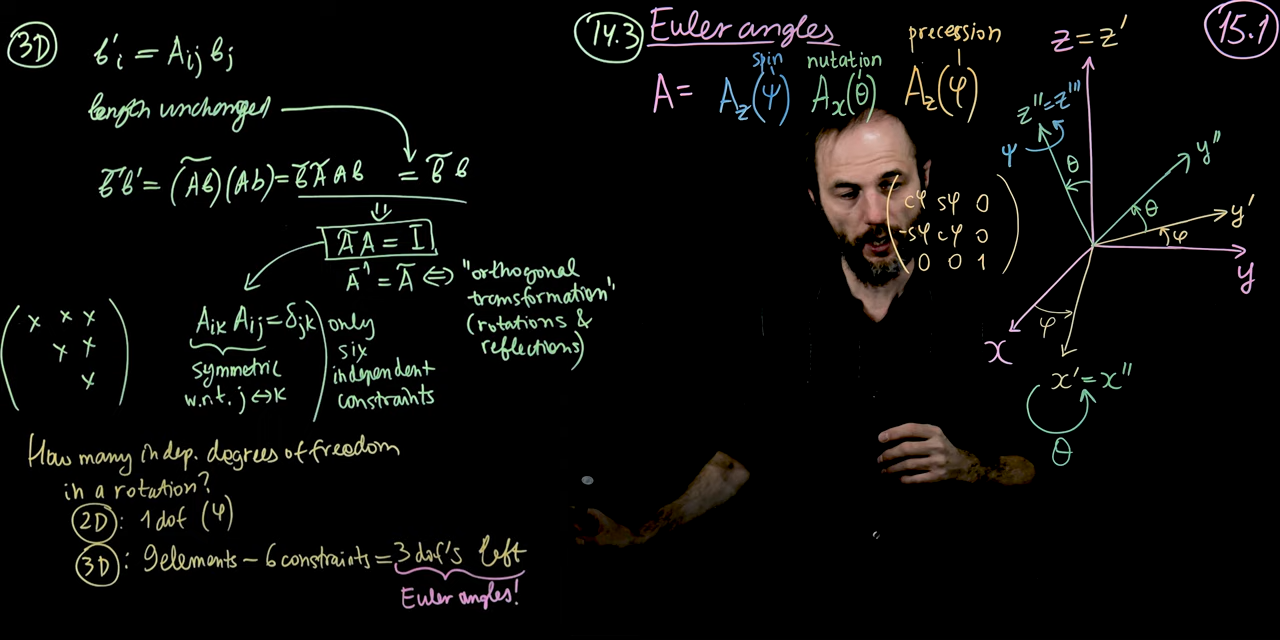 3D
b'ᵢ = Aᵢⱼ bⱼ
length unchanged
b̃'b' = (Ãb)(Ab) = b̃ÃAb = b̃ b
⇓
ÃA = I
A⁻¹ = Ã ⇔ "orthogonal
transformation"
(rotations &
reflections)
x x x
x x
x
Aᵢₖ Aᵢⱼ = δⱼₖ
symmetric
w.r.t. j ↔ k
only
six
independent
constraints
How many indep. degrees of freedom
in a rotation?
2D : 1 dof (φ)
3D : 9 elements − 6 constraints = 3 dof's left
Euler angles!
14.3 Euler angles
15.1
spin nutation precession
A = A_z(ψ) A_x(θ) A_z(φ)
cφ sφ 0
-sφ cφ 0
0 0 1
z = z'
z'' = z'''
ψ
θ
y''
θ
y'
φ
y
φ
x
x' = x''
θ